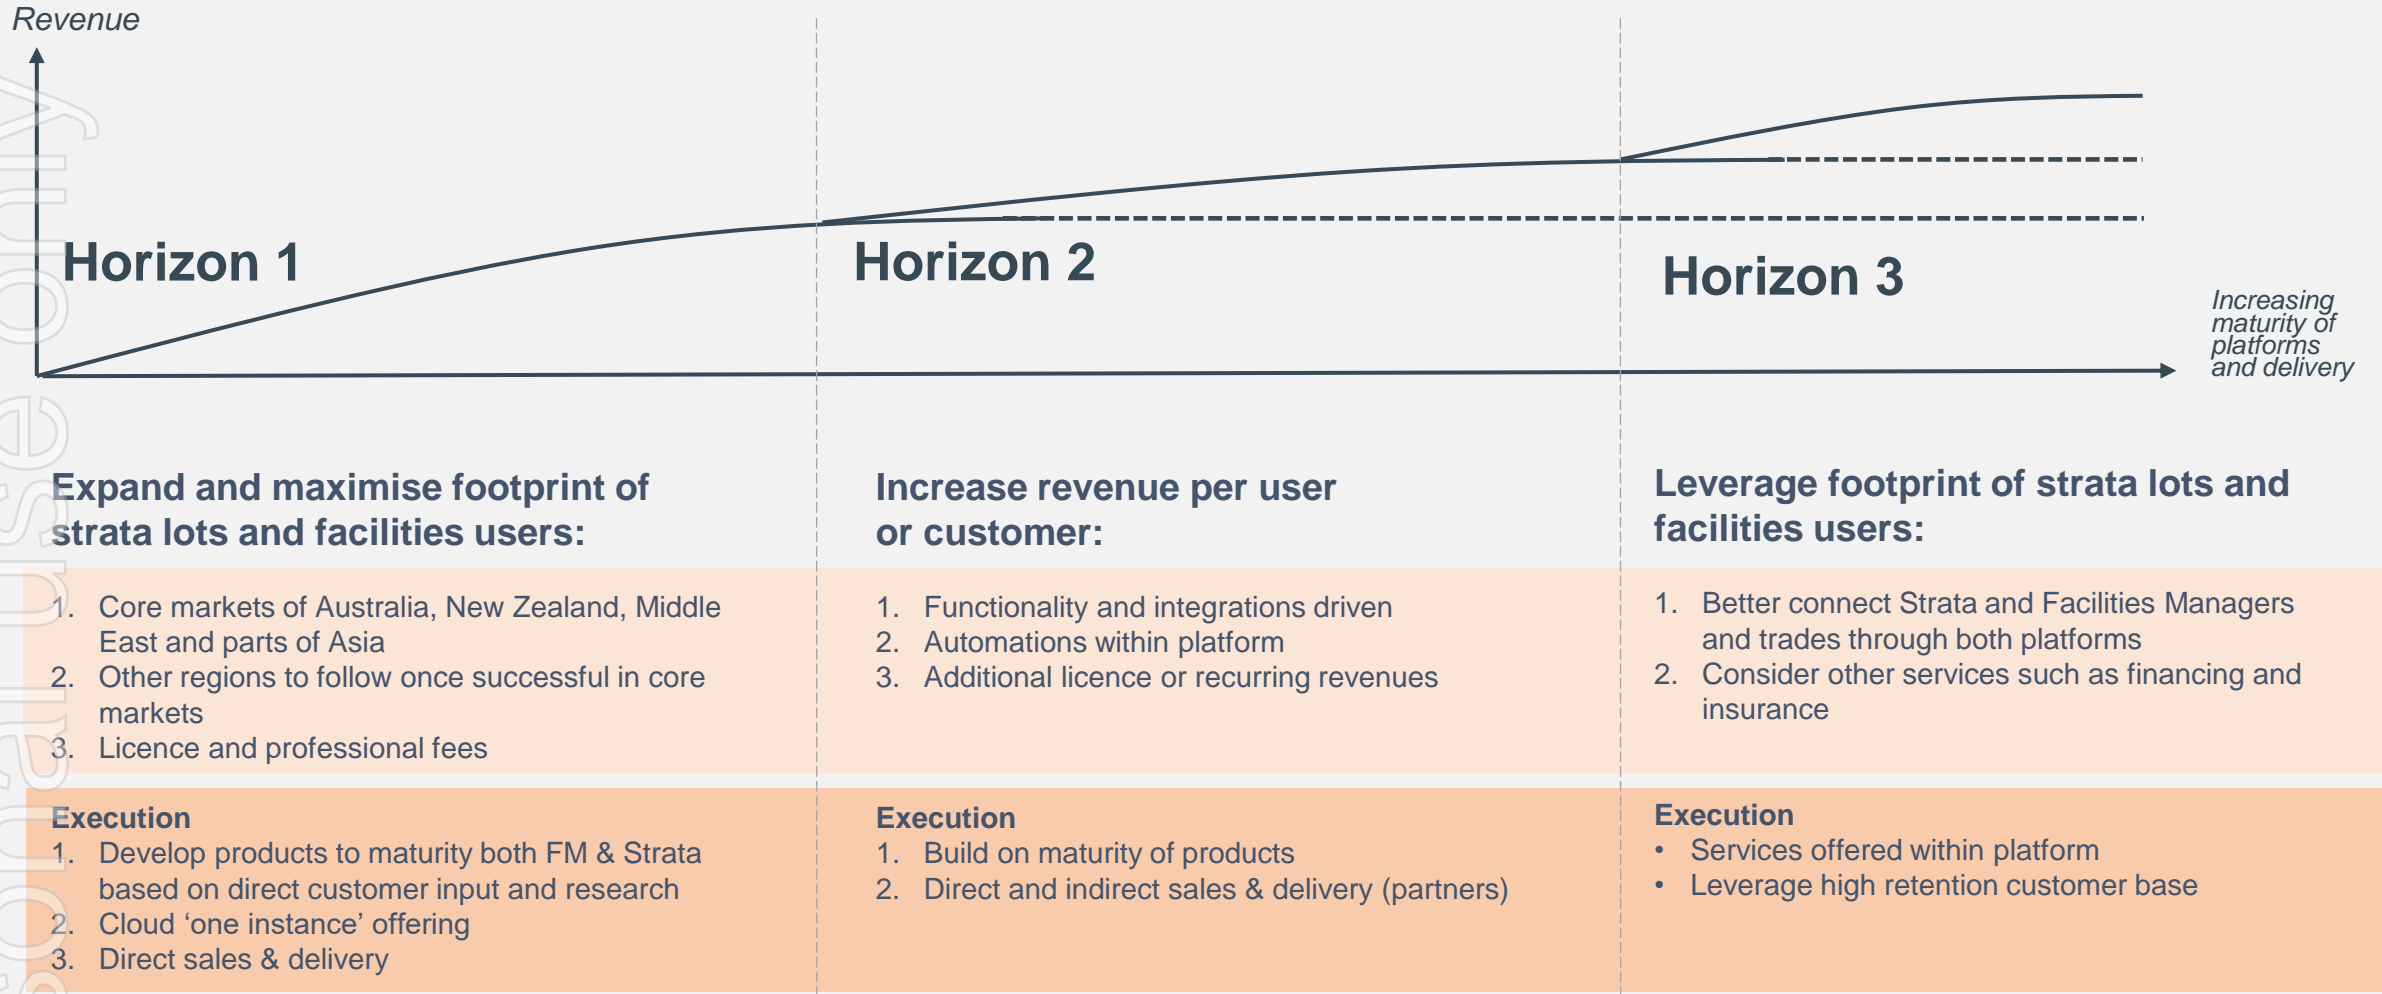 Revenue
Horizon 1
Horizon 2
Horizon 3
Increasing
maturity of
platforms
and delivery
Expand and maximise footprint of
strata lots and facilities users:
1. Core markets of Australia, New Zealand, Middle
East and parts of Asia
2. Other regions to follow once successful in core
markets
3. Licence and professional fees
Execution
1. Develop products to maturity both FM & Strata
based on direct customer input and research
2. Cloud ‘one instance’ offering
3. Direct sales & delivery
Increase revenue per user
or customer:
1. Functionality and integrations driven
2. Automations within platform
3. Additional licence or recurring revenues
Execution
1. Build on maturity of products
2. Direct and indirect sales & delivery (partners)
Leverage footprint of strata lots and
facilities users:
1. Better connect Strata and Facilities Managers
and trades through both platforms
2. Consider other services such as financing and
insurance
Execution
• Services offered within platform
• Leverage high retention customer base
use only